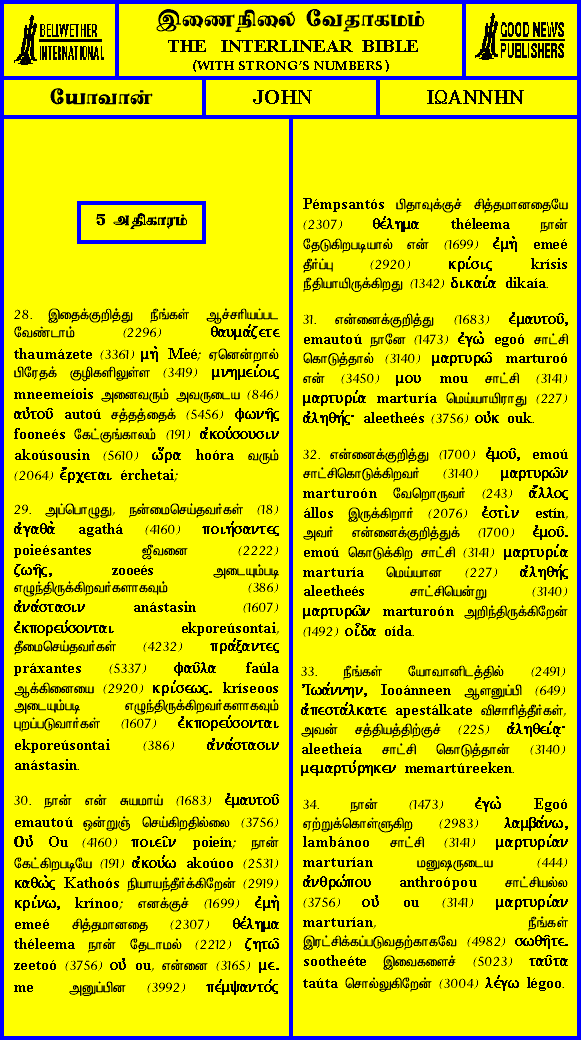 BELLWETHER
INTERNATIONAL
இணைநிலை வேதாகமம்
THE INTERLINEAR BIBLE
(WITH STRONG'S NUMBERS)
GOOD NEWS
PUBLISHERS
யோவான்
JOHN
ΙΩΑΝΝΗΝ
5 அதிகாரம்
28. இதைக்குறித்து நீங்கள் ஆச்சரியப்பட
வேண்டாம் (2296) θαυμάζετε
thaumázete (3361) μὴ Meé; ஏனென்றால்
பிரேதக் குழிகளிலுள்ள (3419) μνημείοις
mneemeíois அனைவரும் அவருடைய (846)
αὐτοῦ autoú சத்தத்தைக் (5456) φωνῆς
fooneés கேட்குங்காலம் (191) ἀκούσουσιν
akoúsousin (5610) ὥρα hoóra வரும்
(2064) ἔρχεται érchetai;
29. அப்பொழுது, நன்மைசெய்தவர்கள் (18)
ἀγαθὰ agathá (4160) ποιήσαντες
poieésantes ஜீவனை (2222)
ζωῆς, zooeés அடையும்படி
எழுந்திருக்கிறவர்களாகவும் (386)
ἀνάστασιν anástasin (1607)
ἐκπορεύσονται ekporeúsontai,
தீமைசெய்தவர்கள் (4232) πράξαντες
práxantes (5337) φαῦλα faúla
ஆக்கினையை (2920) κρίσεως. kríseoos
அடையும்படி எழுந்திருக்கிறவர்களாகவும்
புறப்படுவார்கள் (1607) ἐκπορεύσονται
ekporeúsontai (386) ἀνάστασιν
anástasin.
30. நான் என் சுயமாய் (1683) ἐμαυτοῦ
emautoú ஒன்றுஞ் செய்கிறதில்லை (3756)
Οὐ Ou (4160) ποιεῖν poieín; நான்
கேட்கிறபடியே (191) ἀκούω akoúoo (2531)
καθὼς Kathoós நியாயந்தீர்க்கிறேன் (2919)
κρίνω, krínoo; எனக்குச் (1699) ἐμὴ
emeé சித்தமானதை (2307) θέλημα
théleema நான் தேடாமல் (2212) ζητῶ
zeetoó (3756) οὐ ou, என்னை (3165) με.
me அனுப்பின (3992) πέμψαντός
Pémpsantós பிதாவுக்குச் சித்தமானதையே
(2307) θέλημα théleema நான்
தேடுகிறபடியால் என் (1699) ἐμὴ emeé
தீர்ப்பு (2920) κρίσις krísis
நீதியாயிருக்கிறது (1342) δικαία dikaía.
31. என்னைக்குறித்து (1683) ἐμαυτοῦ,
emautoú நானே (1473) ἐγὼ egoó சாட்சி
கொடுத்தால் (3140) μαρτυρῶ marturoó
என் (3450) μου mou சாட்சி (3141)
μαρτυρία marturía மெய்யாயிராது (227)
ἀληθής· aleetheés (3756) οὐκ ouk.
32. என்னைக்குறித்து (1700) ἐμοῦ, emoú
சாட்சிகொடுக்கிறவர் (3140) μαρτυρῶν
marturoón வேறொருவர் (243) ἄλλος
állos இருக்கிறார் (2076) ἐστὶν estín,
அவர் என்னைக்குறித்துக் (1700) ἐμοῦ.
emoú கொடுக்கிற சாட்சி (3141) μαρτυρία
marturía மெய்யான (227) ἀληθής
aleetheés சாட்சியென்று (3140)
μαρτυρῶν marturoón அறிந்திருக்கிறேன்
(1492) οἶδα oída.
33. நீங்கள் யோவானிடத்தில் (2491)
Ἰωάννην, Iooánneen ஆளனுப்பி (649)
ἀπεστάλκατε apestálkate விசாரித்தீர்கள்,
அவன் சத்தியத்திற்குச் (225) ἀληθείᾳ·
aleetheía சாட்சி கொடுத்தான் (3140)
μεμαρτύρηκεν memartúreeken.
34. நான் (1473) ἐγὼ Egoó
ஏற்றுக்கொள்ளுகிற (2983) λαμβάνω,
lambánoo சாட்சி (3141) μαρτυρίαν
marturían மனுஷருடைய (444)
ἀνθρώπου anthroópou சாட்சியல்ல
(3756) οὐ ou (3141) μαρτυρίαν
marturían, நீங்கள்
இரட்சிக்கப்படுவதற்காகவே (4982) σωθῆτε.
sootheéte இவைகளைச் (5023) ταῦτα
taúta சொல்லுகிறேன் (3004) λέγω légoo.